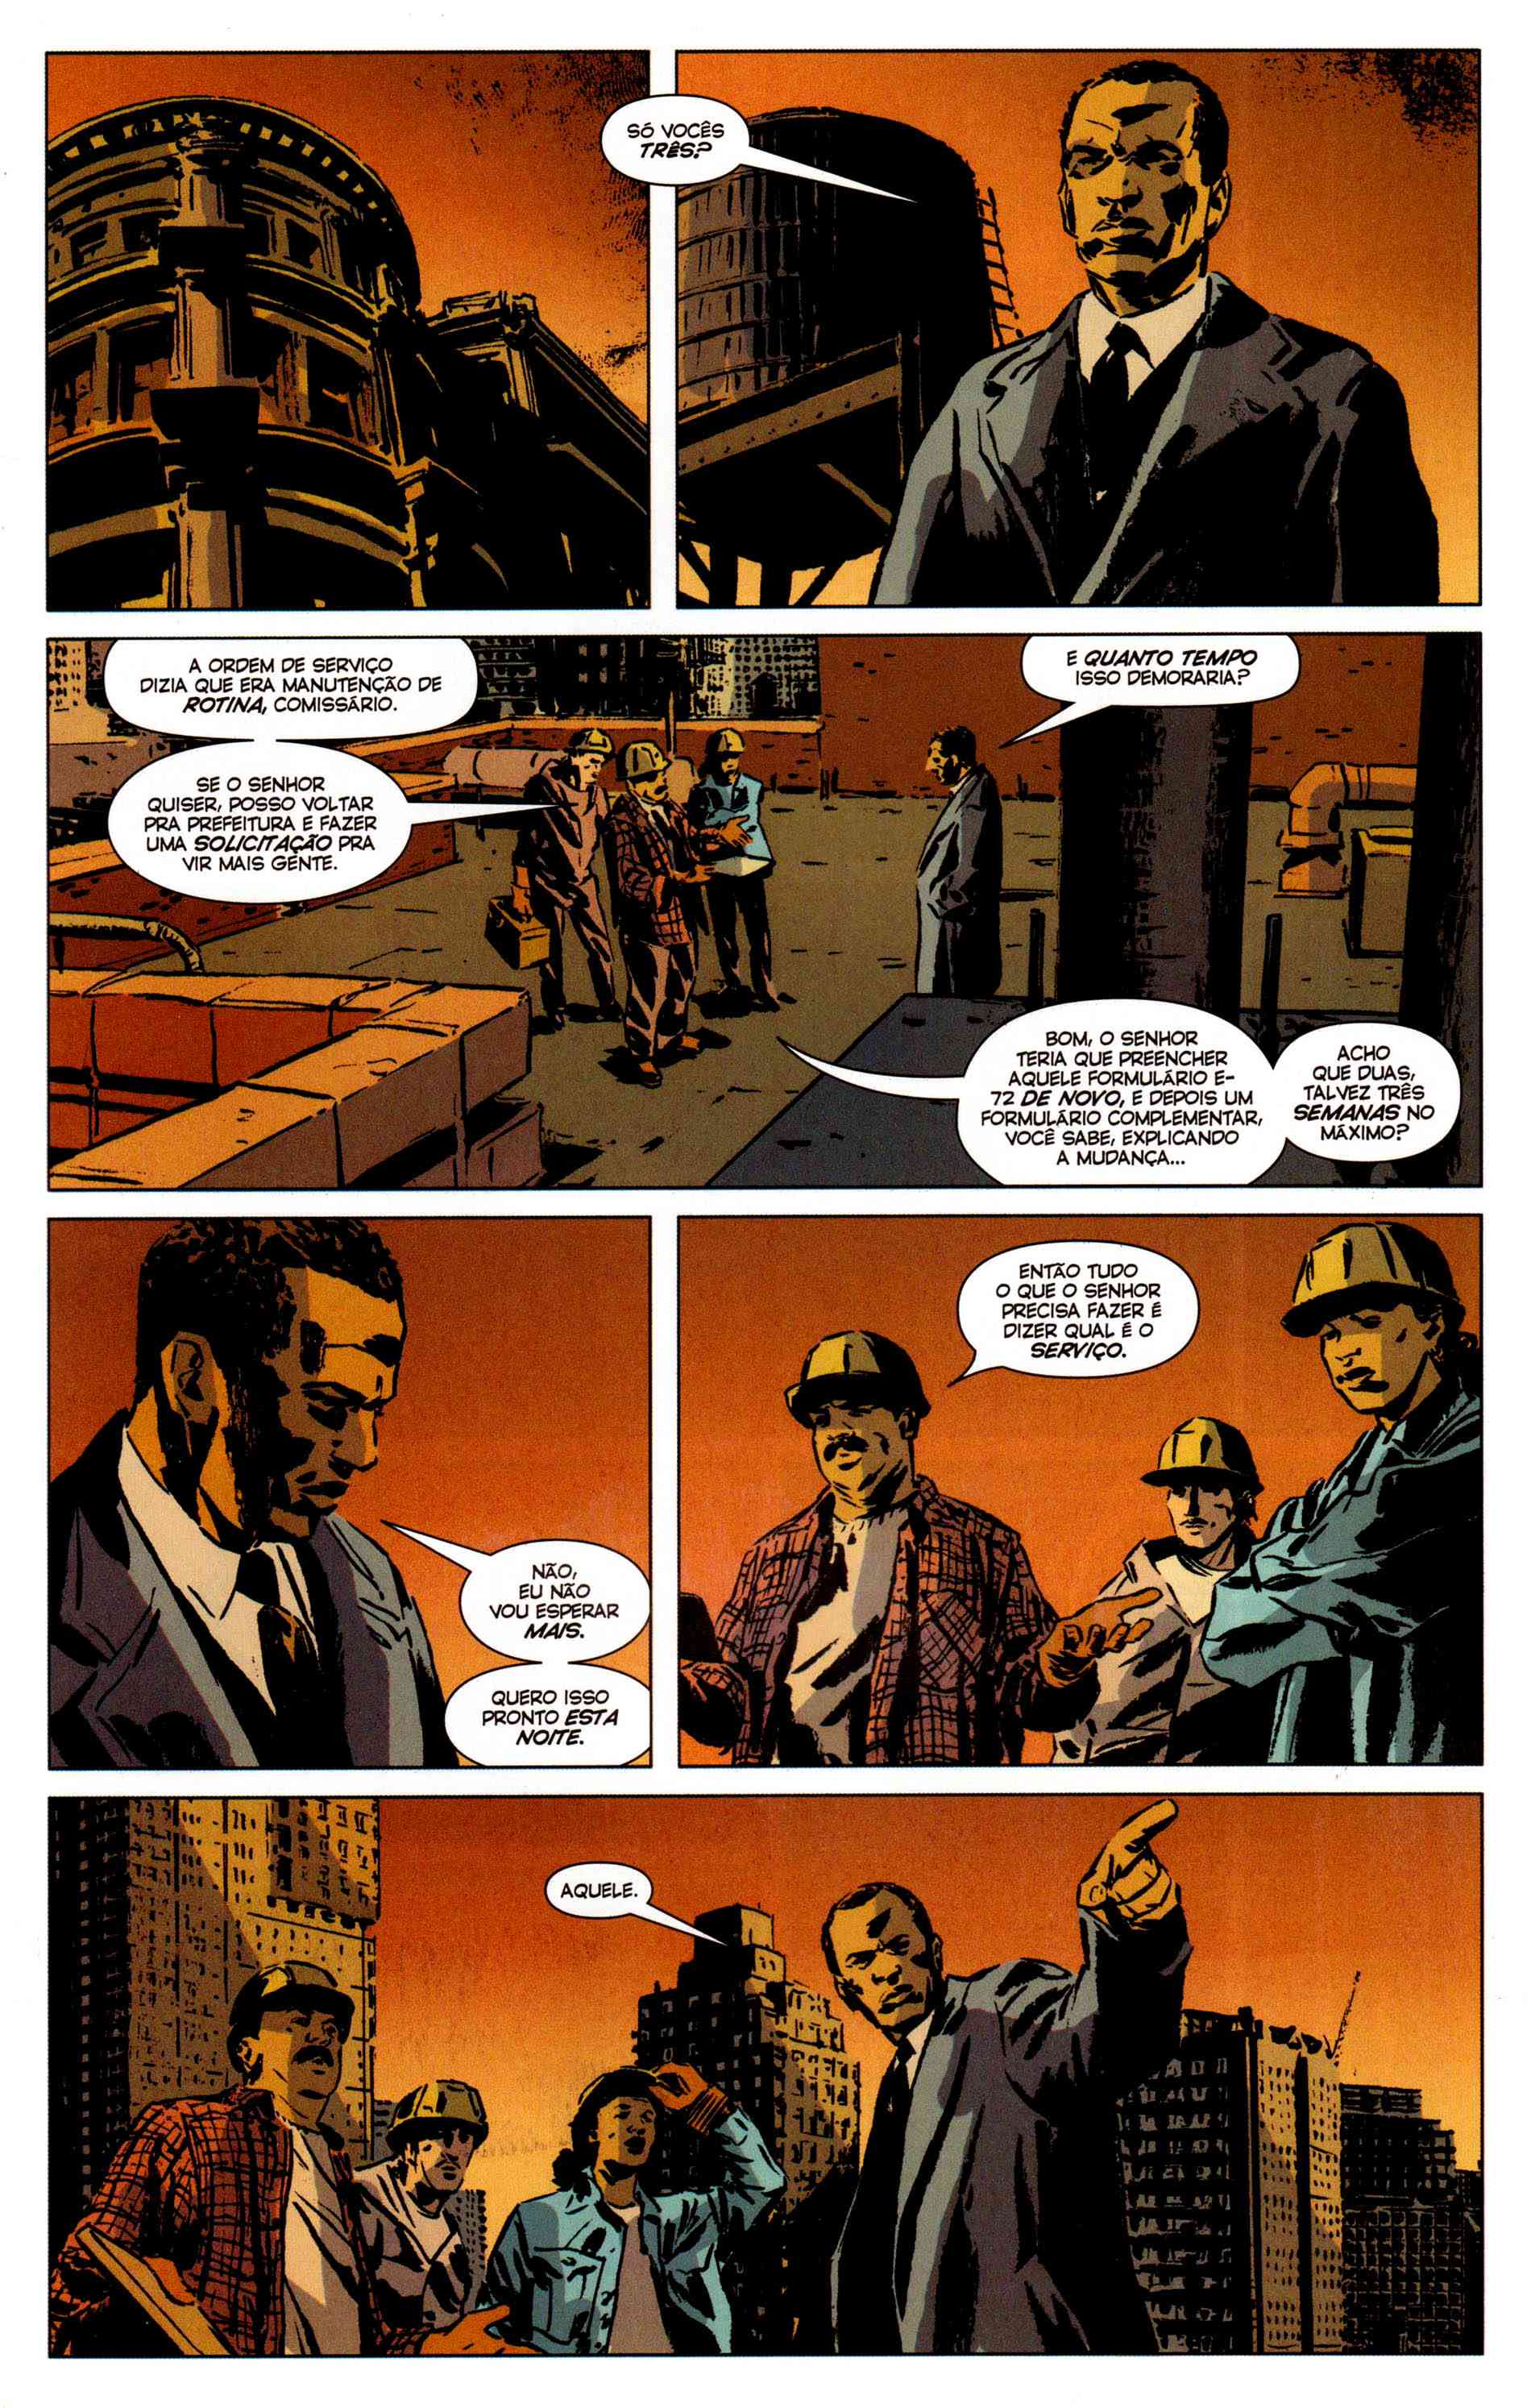 SÓ VOCÊS
TRÊS?
A ORDEM DE SERVIÇO
DIZIA QUE ERA MANUTENÇÃO DE
ROTINA, COMISSÁRIO.
SE O SENHOR
QUISER, POSSO VOLTAR
PRA PREFEITURA E FAZER
UMA SOLICITAÇÃO PRA
VIR MAIS GENTE.
E QUANTO TEMPO
ISSO DEMORARIA?
BOM, O SENHOR
TERIA QUE PREENCHER
AQUELE FORMULÁRIO E-
72 DE NOVO, E DEPOIS UM
FORMULÁRIO COMPLEMENTAR,
VOCÊ SABE, EXPLICANDO
A MUDANÇA...
ACHO
QUE DUAS,
TALVEZ TRÊS
SEMANAS NO
MÁXIMO?
NÃO,
EU NÃO
VOU ESPERAR
MAIS.
QUERO ISSO
PRONTO ESTA
NOITE.
ENTÃO TUDO
O QUE O SENHOR
PRECISA FAZER É
DIZER QUAL É O
SERVIÇO.
AQUELE.